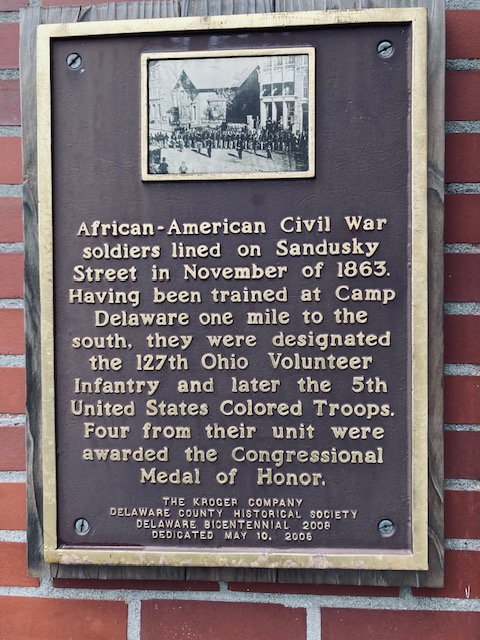 African-American Civil War
soldiers lined on Sandusky
Street in November of 1863.
Having been trained at Camp
Delaware one mile to the
south, they were designated
the 127th Ohio Volunteer
Infantry and later the 5th
United States Colored Troops.
Four from their unit were
awarded the Congressional
Medal of Honor.
THE KROGER COMPANY
DELAWARE COUNTY HISTORICAL SOCIETY
DELAWARE BICENTENNIAL 2008
DEDICATED MAY 10, 2005